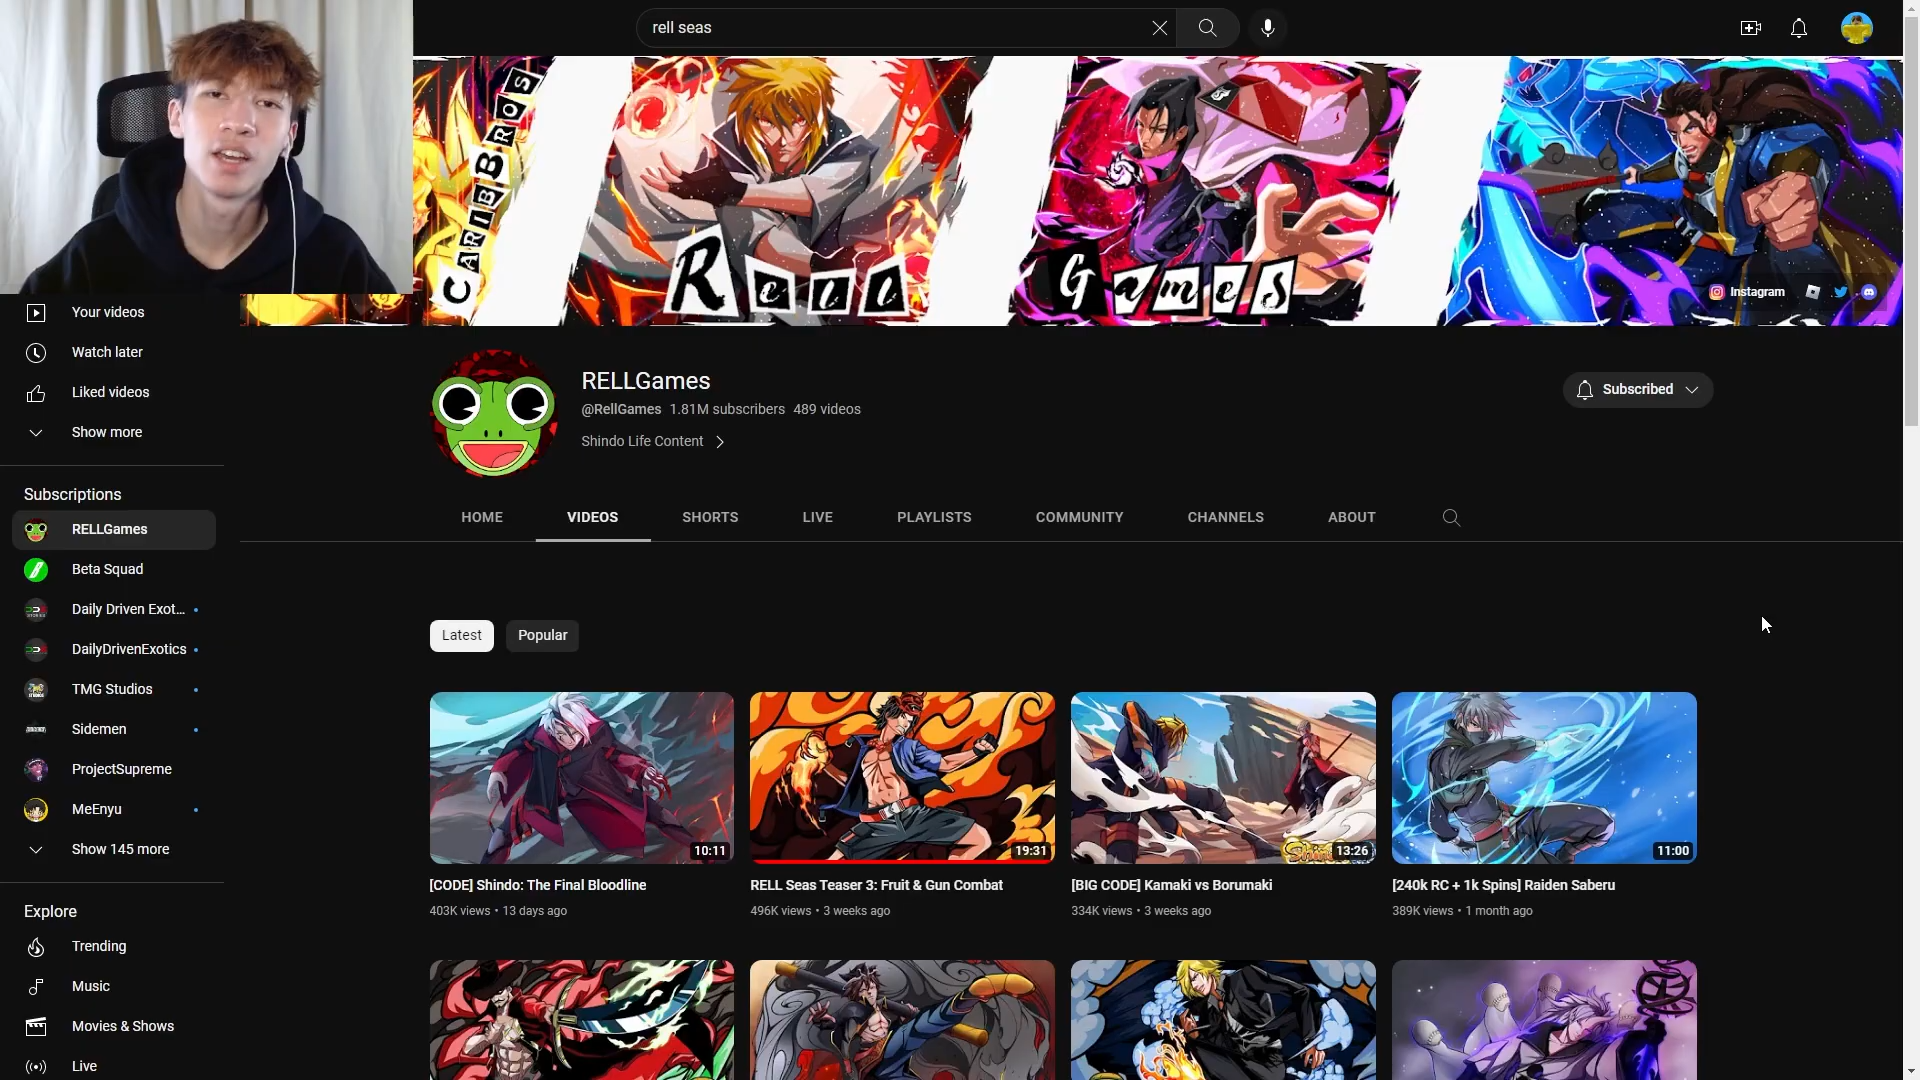 rell seas
CARIBBROS
Rell Games
Instagram
Your videos
Watch later
Liked videos
Show more
Subscriptions
RELLGames
Beta Squad
Daily Driven Exot...
DailyDrivenExotics
TMG Studios
Sidemen
ProjectSupreme
MeEnyu
Show 145 more
Explore
Trending
Music
Movies & Shows
Live
RELLGames
@RellGames 1.81M subscribers 489 videos
Shindo Life Content
Subscribed
HOME VIDEOS SHORTS LIVE PLAYLISTS COMMUNITY CHANNELS ABOUT
Latest Popular
10:11 19:31 13:26 11:00
[CODE] Shindo: The Final Bloodline
403K views • 13 days ago
RELL Seas Teaser 3: Fruit & Gun Combat
496K views • 3 weeks ago
[BIG CODE] Kamaki vs Borumaki
334K views • 3 weeks ago
[240k RC + 1k Spins] Raiden Saberu
389K views • 1 month ago